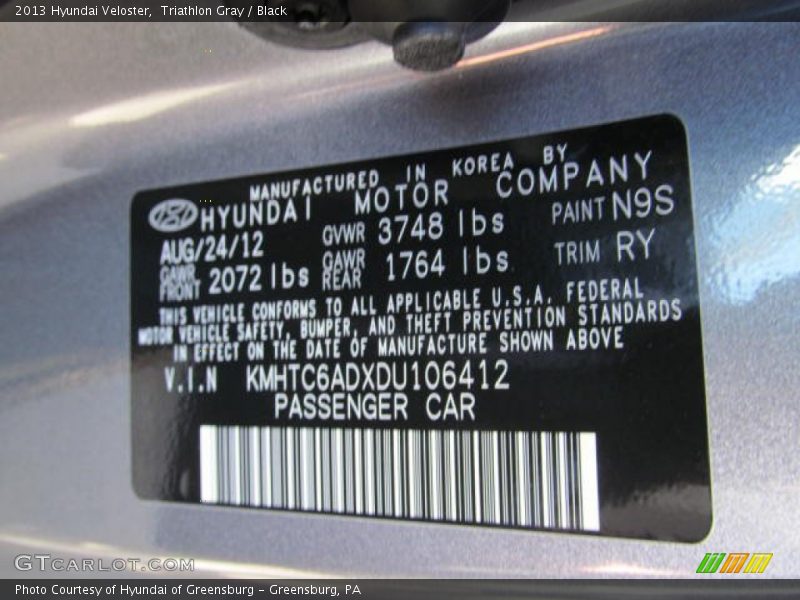 2013 Hyundai Veloster, Triathlon Gray / Black
MANUFACTURED IN KOREA BY
HYUNDAI MOTOR COMPANY
AUG/24/12 GVWR 3748 lbs PAINT N9S
GAWR FRONT 2072 lbs GAWR REAR 1764 lbs TRIM RY
THIS VEHICLE CONFORMS TO ALL APPLICABLE U.S.A. FEDERAL
MOTOR VEHICLE SAFETY, BUMPER, AND THEFT PREVENTION STANDARDS
IN EFFECT ON THE DATE OF MANUFACTURE SHOWN ABOVE
V.I.N KMHTC6ADXDU106412
PASSENGER CAR
GTCARLOT.COM
Photo Courtesy of Hyundai of Greensburg - Greensburg, PA